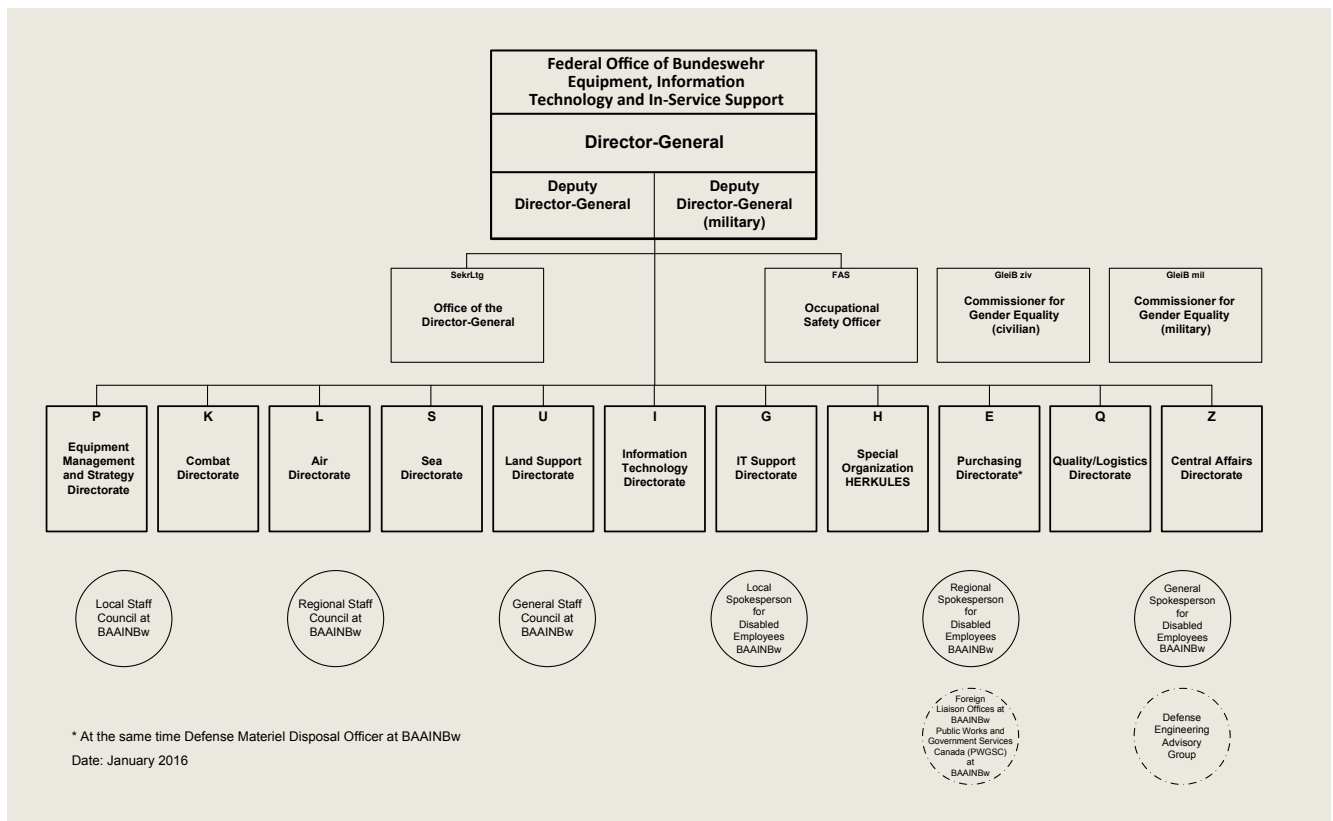 Federal Office of Bundeswehr
Equipment, Information
Technology and In-Service Support
Director-General
Deputy
Director-General
Deputy
Director-General
(military)
SekrLtg
Office of the
Director-General
FAS
Occupational
Safety Officer
GleiB ziv
Commissioner for
Gender Equality
(civilian)
GleiB mil
Commissioner for
Gender Equality
(military)
P
Equipment
Management
and Strategy
Directorate
K
Combat
Directorate
L
Air
Directorate
S
Sea
Directorate
U
Land Support
Directorate
I
Information
Technology
Directorate
G
IT Support
Directorate
H
Special
Organization
HERKULES
E
Purchasing
Directorate*
Q
Quality/Logistics
Directorate
Z
Central Affairs
Directorate
Local Staff
Council at
BAAINBw
Regional Staff
Council at
BAAINBw
General Staff
Council at
BAAINBw
Local
Spokesperson
for
Disabled
Employees
BAAINBw
Regional
Spokesperson
for
Disabled
Employees
BAAINBw
General
Spokesperson
for
Disabled
Employees
BAAINBw
Foreign
Liaison Offices at
BAAINBw
Public Works and
Government Services
Canada (PWGSC)
at
BAAINBw
Defense
Engineering
Advisory
Group
* At the same time Defense Materiel Disposal Officer at BAAINBw
Date: January 2016